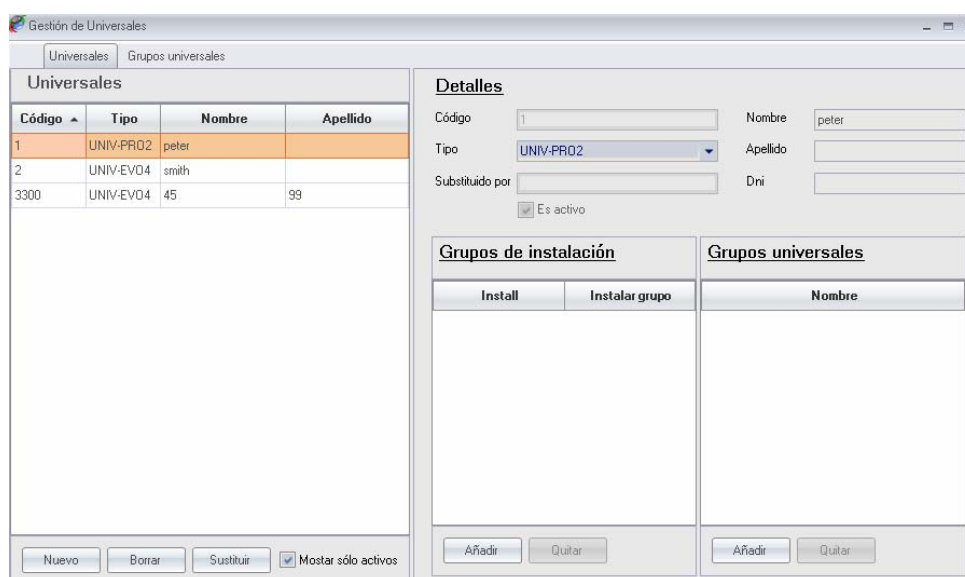 Gestión de Universales
Universales Grupos universales
Universales
Código Tipo Nombre Apellido
1 UNIV-PRO2 peter
2 UNIV-EVO4 smith
3300 UNIV-EVO4 45 99
Nuevo Borrar Sustituir Mostar sólo activos
Detalles
Código 1 Nombre peter
Tipo UNIV-PRO2 Apellido
Substituido por Dni
Es activo
Grupos de instalación
Install Instalar grupo
Añadir Quitar
Grupos universales
Nombre
Añadir Quitar